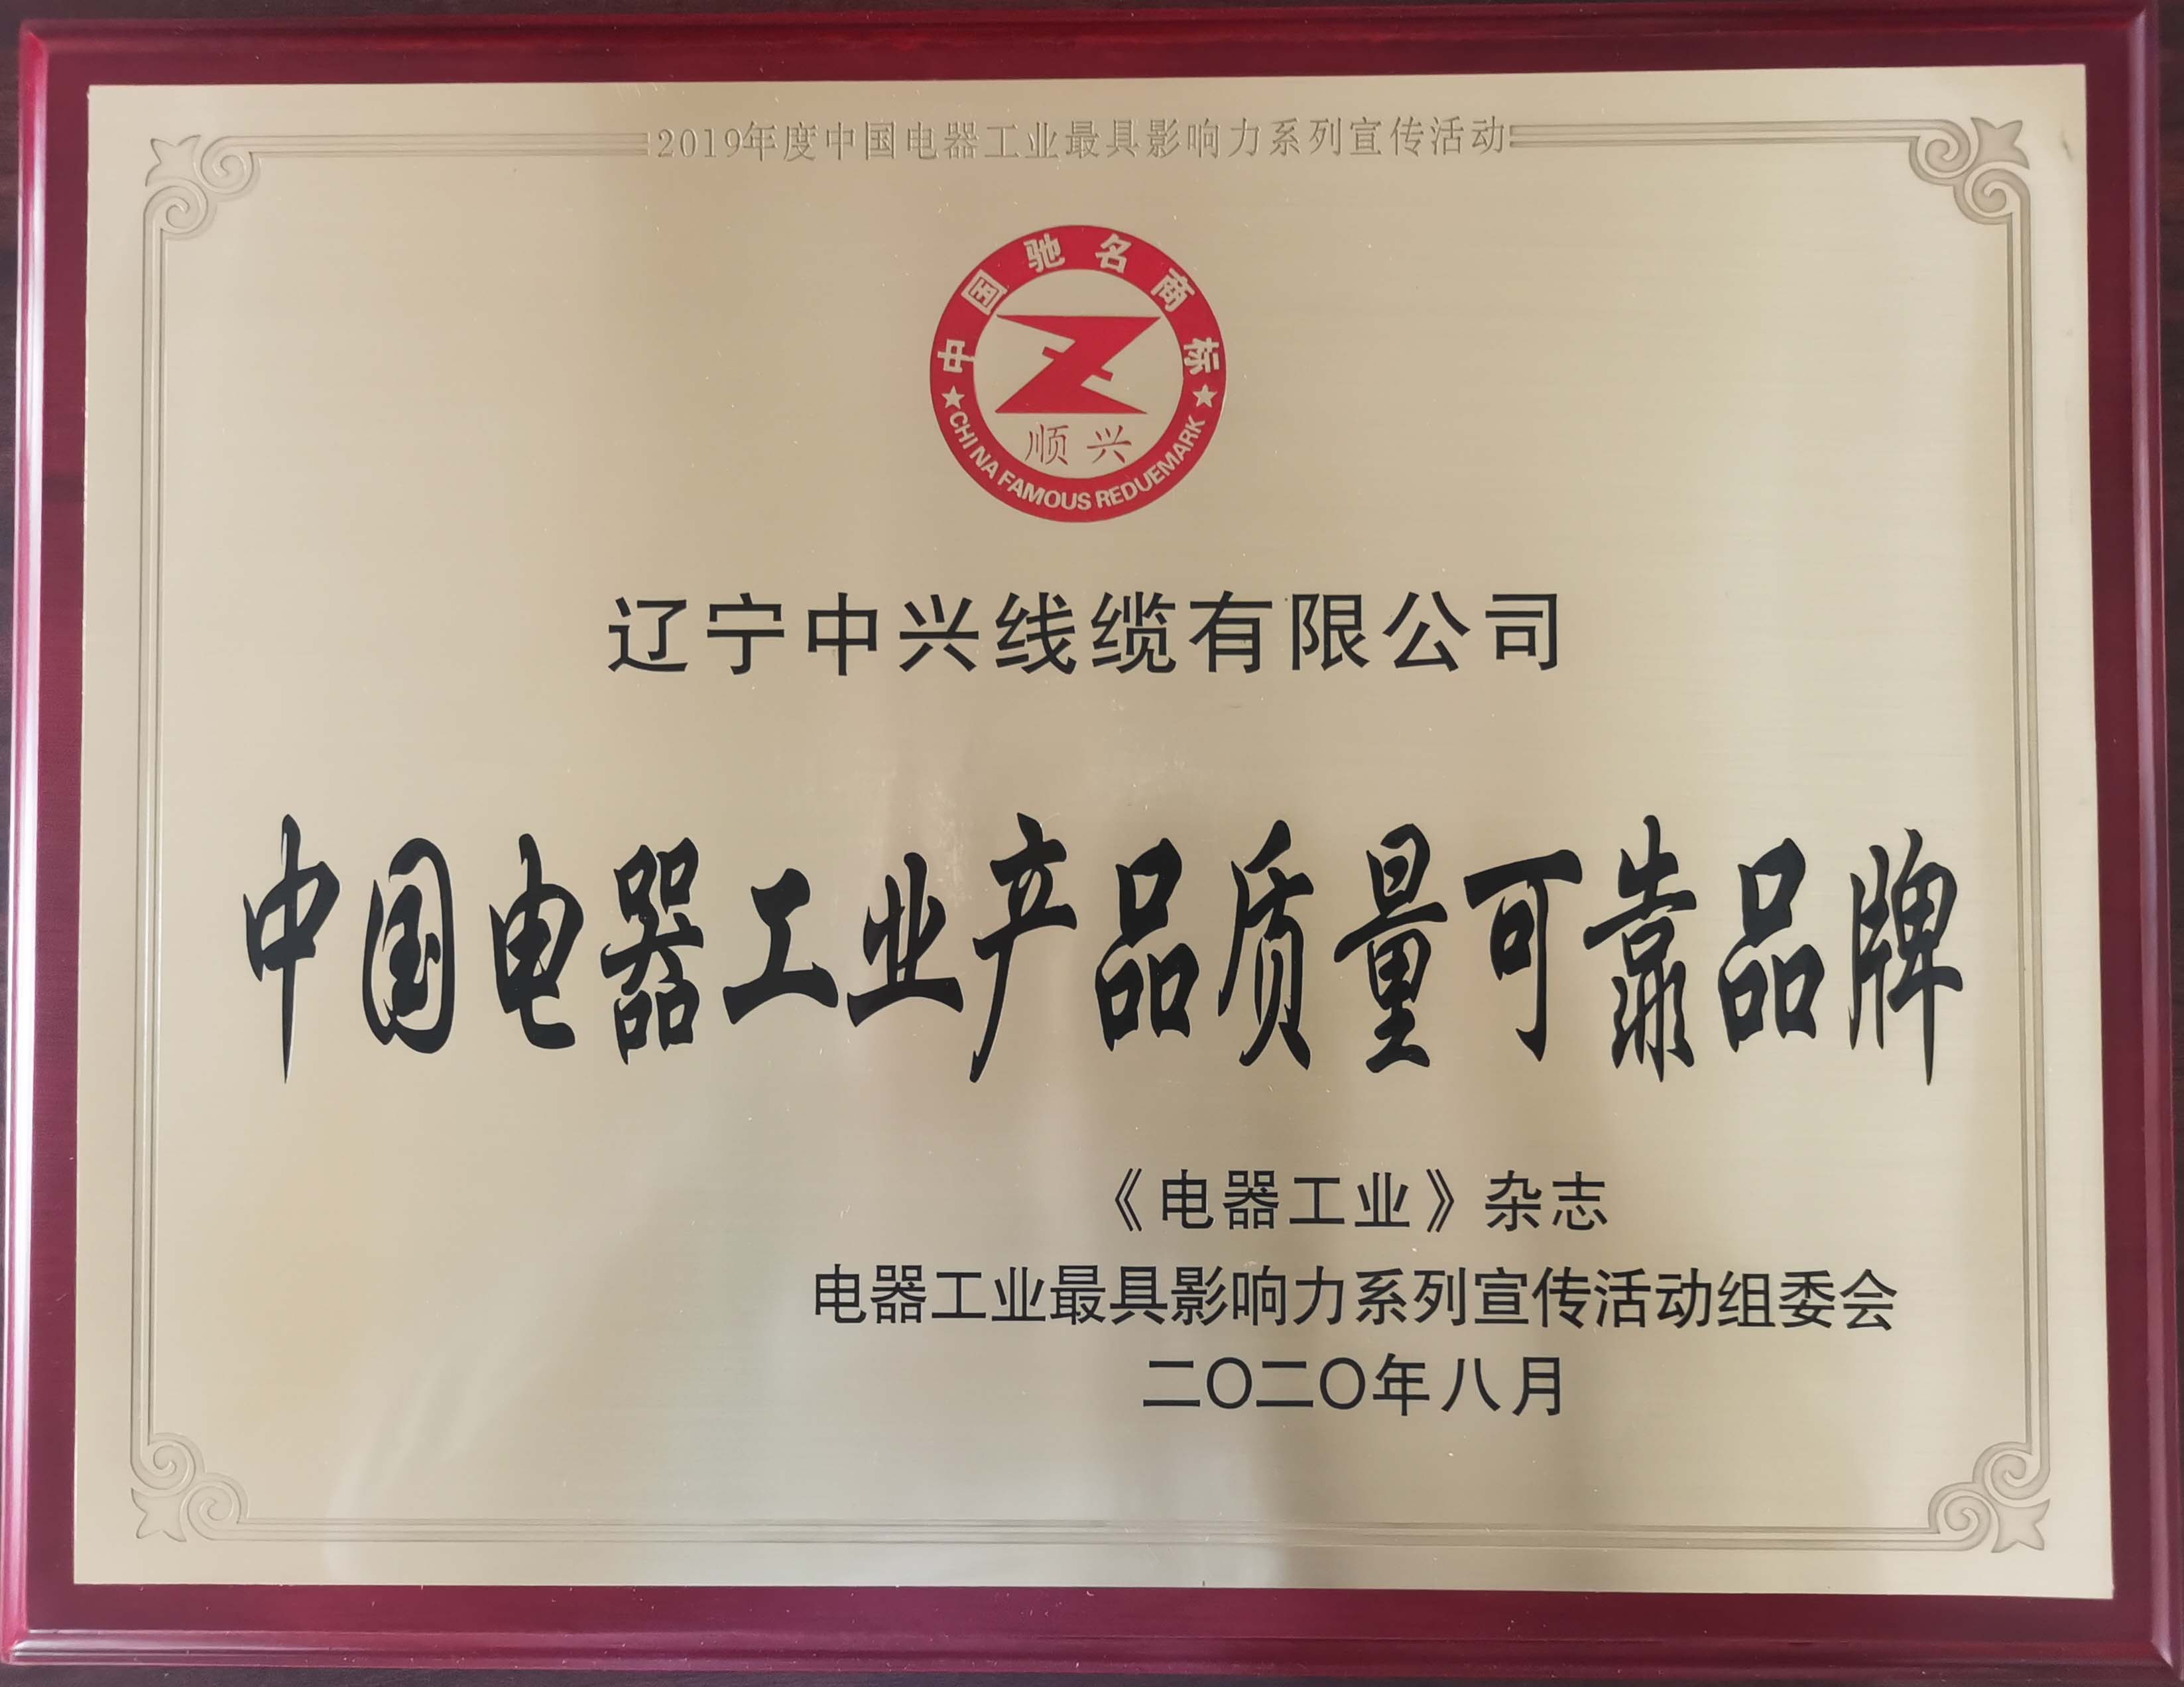 2019年度中国电器工业最具影响力系列宣传活动
中国驰名商标
顺兴
CHINA FAMOUS REDUEMARK
辽宁中兴线缆有限公司
中国电器工业产品质量可靠品牌
《电器工业》杂志
电器工业最具影响力系列宣传活动组委会
二〇二〇年八月